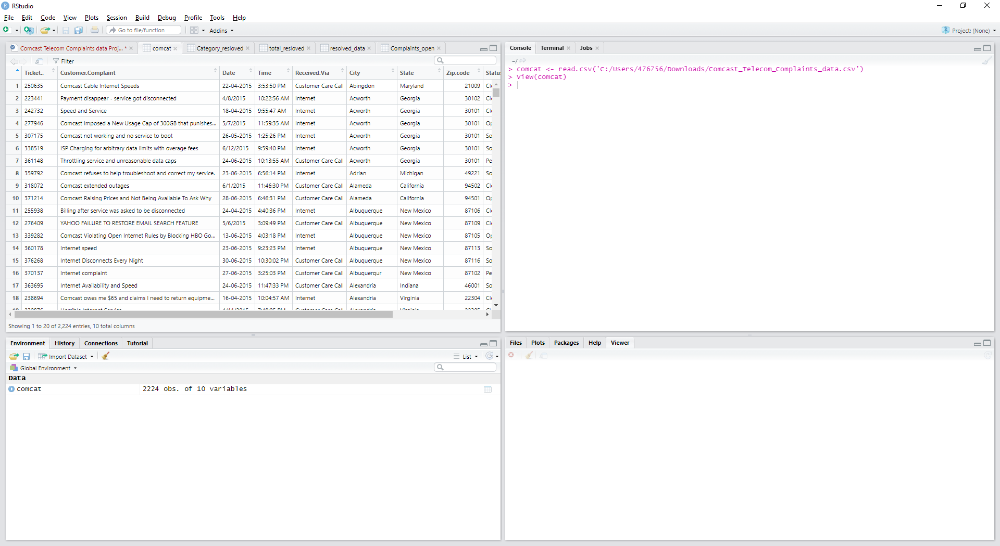 RStudio
File Edit Code View Plots Session Build Debug Profile Tools Help
Go to file/function Addins Project: (None)
Comcast Telecom Complaints data Proj... * comcat Category_resloved total_resloved resolved_data Complaints_open
Filter
Ticket.. Customer.Complaint Date Time Received.Via City State Zip.code Statu
1 250635 Comcast Cable Internet Speeds 22-04-2015 3:53:50 PM Customer Care Call Abingdon Maryland 21009 Cl
2 223441 Payment disappear - service got disconnected 4/8/2015 10:22:56 AM Internet Acworth Georgia 30102 Cl
3 242732 Speed and Service 18-04-2015 9:55:47 AM Internet Acworth Georgia 30101 Cl
4 277946 Comcast Imposed a New Usage Cap of 300GB that punishes... 5/7/2015 11:59:35 AM Internet Acworth Georgia 30101 Op
5 307175 Comcast not working and no service to boot 26-05-2015 1:25:26 PM Internet Acworth Georgia 30101 So
6 338519 ISP Charging for arbitrary data limits with overage fees 6/12/2015 9:59:40 PM Internet Acworth Georgia 30101 So
7 361148 Throttling service and unreasonable data caps 24-06-2015 10:13:55 AM Customer Care Call Acworth Georgia 30101 Pe
8 359792 Comcast refuses to help troubleshoot and correct my service. 23-06-2015 6:56:14 PM Internet Adrian Michigan 49221 So
9 318072 Comcast extended outages 6/1/2015 11:46:30 PM Customer Care Call Alameda California 94502 Cl
10 371214 Comcast Raising Prices and Not Being Available To Ask Why 28-06-2015 6:46:31 PM Customer Care Call Alameda California 94501 Op
11 255938 Billing after service was asked to be disconnected 24-04-2015 4:40:36 PM Internet Albuquerque New Mexico 87106 Cl
12 276409 YAHOO FAILURE TO RESTORE EMAIL SEARCH FEATURE 5/6/2015 3:09:49 PM Customer Care Call Albuquerque New Mexico 87109 Cl
13 339282 Comcast Violating Open Internet Rules by Blocking HBO Go... 13-06-2015 4:03:18 PM Internet Albuquerque New Mexico 87105 Op
14 360178 Internet speed 23-06-2015 9:23:23 PM Internet Albuquerque New Mexico 87113 So
15 376268 Internet Disconnects Every Night 30-06-2015 10:30:02 PM Customer Care Call Albuquerque New Mexico 87116 So
16 370137 Internet complaint 27-06-2015 3:25:03 PM Customer Care Call Albuquerqur New Mexico 87102 Pe
17 363695 Internet Availability and Speed 24-06-2015 11:47:33 PM Customer Care Call Alexandria Indiana 46001 So
18 238694 Comcast owes me $65 and claims I need to return equipme... 16-04-2015 10:04:57 AM Internet Alexandria Virginia 22304 Cl
Showing 1 to 20 of 2,224 entries, 10 total columns
Console Terminal Jobs
~/
> comcat <- read.csv('C:/Users/476756/Downloads/Comcast_Telecom_Complaints_data.csv')
> View(comcat)
>
Environment History Connections Tutorial
Import Dataset List
Global Environment
Data
comcat 2224 obs. of 10 variables
Files Plots Packages Help Viewer